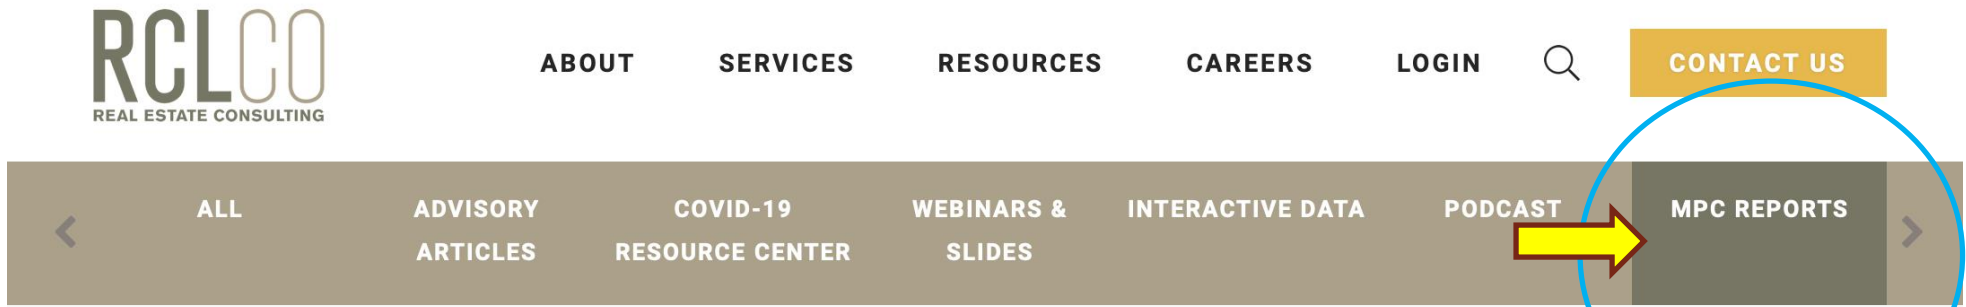 RCLCO
REAL ESTATE CONSULTING
ABOUT SERVICES RESOURCES CAREERS LOGIN CONTACT US
ALL
ADVISORY
ARTICLES
COVID-19
RESOURCE CENTER
WEBINARS &
SLIDES
INTERACTIVE DATA
PODCAST
MPC REPORTS